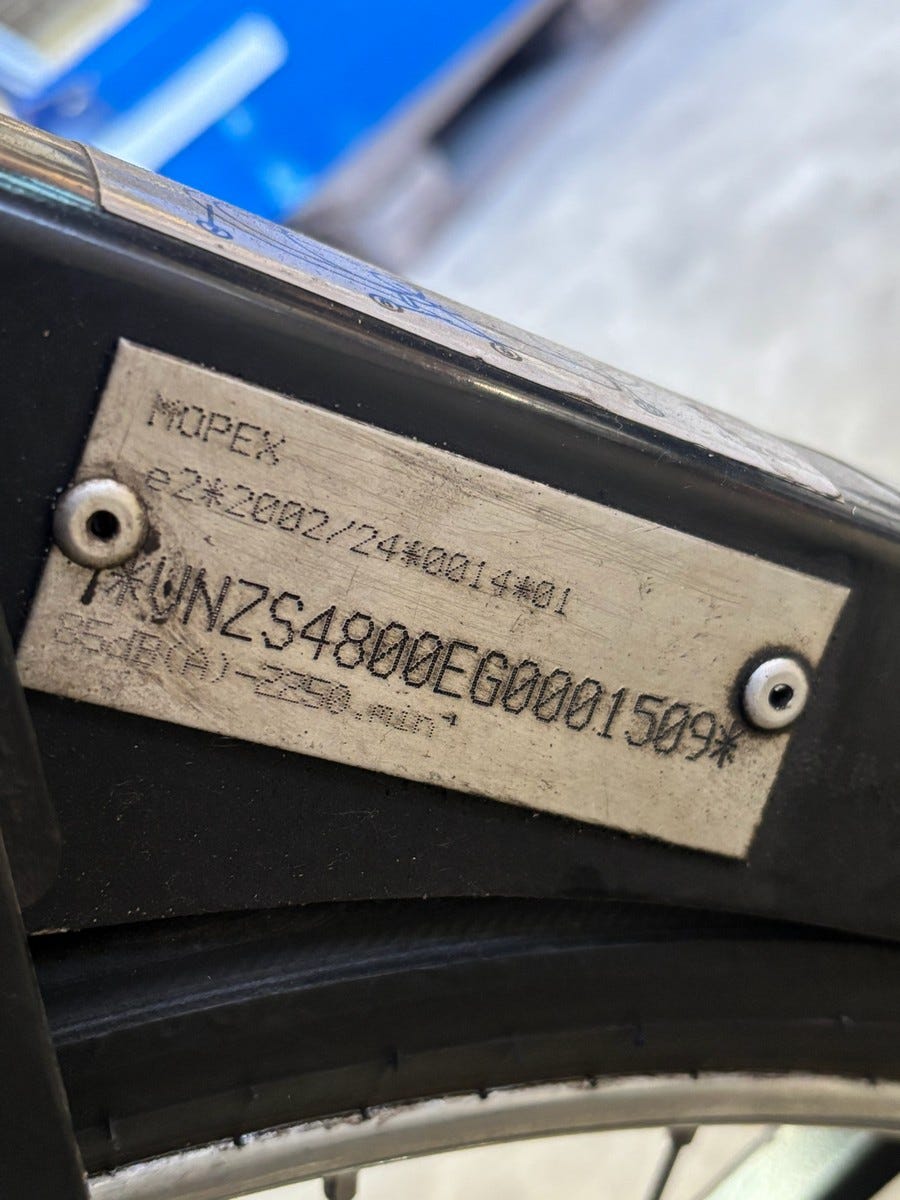 MOPEX
e2*2002/24*0014*01
*VNZS4800EG0001509*
85dB(A)-2250.min⁻¹